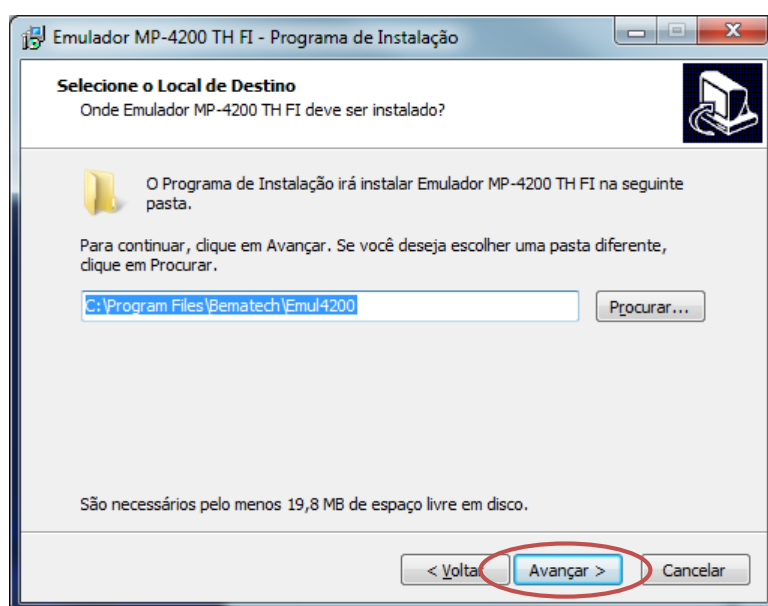 Emulador MP-4200 TH FI - Programa de Instalação
Selecione o Local de Destino
Onde Emulador MP-4200 TH FI deve ser instalado?
O Programa de Instalação irá instalar Emulador MP-4200 TH FI na seguinte
pasta.
Para continuar, clique em Avançar. Se você deseja escolher uma pasta diferente,
clique em Procurar.
C:\Program Files\Bematech\Emul4200
Procurar...
São necessários pelo menos 19,8 MB de espaço livre em disco.
< Voltar
Avançar >
Cancelar